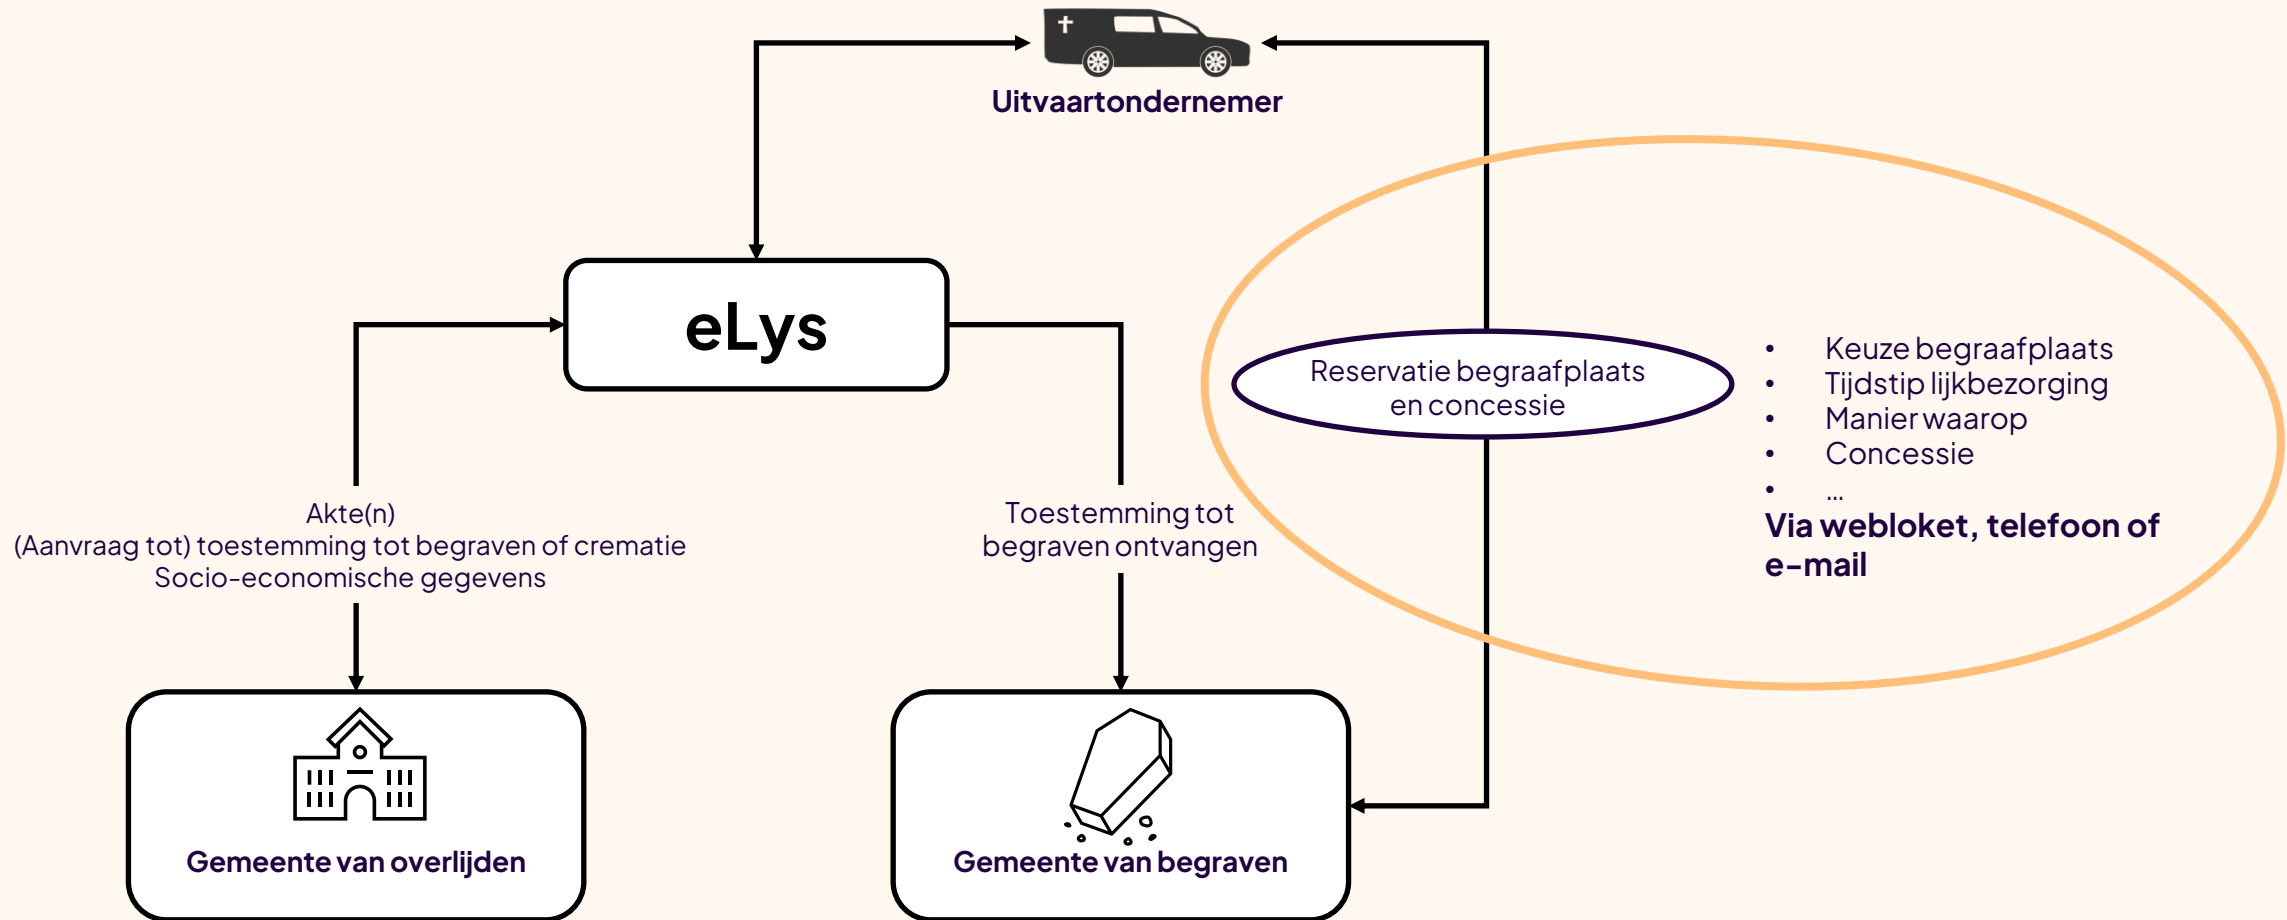 Uitvaartondernemer
eLys
Reservatie begraafplaats
en concessie
• Keuze begraafplaats
• Tijdstip lijkbezorging
• Manier waarop
• Concessie
• ...
Via webloket, telefoon of
e-mail
Akte(n)
(Aanvraag tot) toestemming tot begraven of crematie
Socio-economische gegevens
Toestemming tot
begraven ontvangen
Gemeente van overlijden
Gemeente van begraven